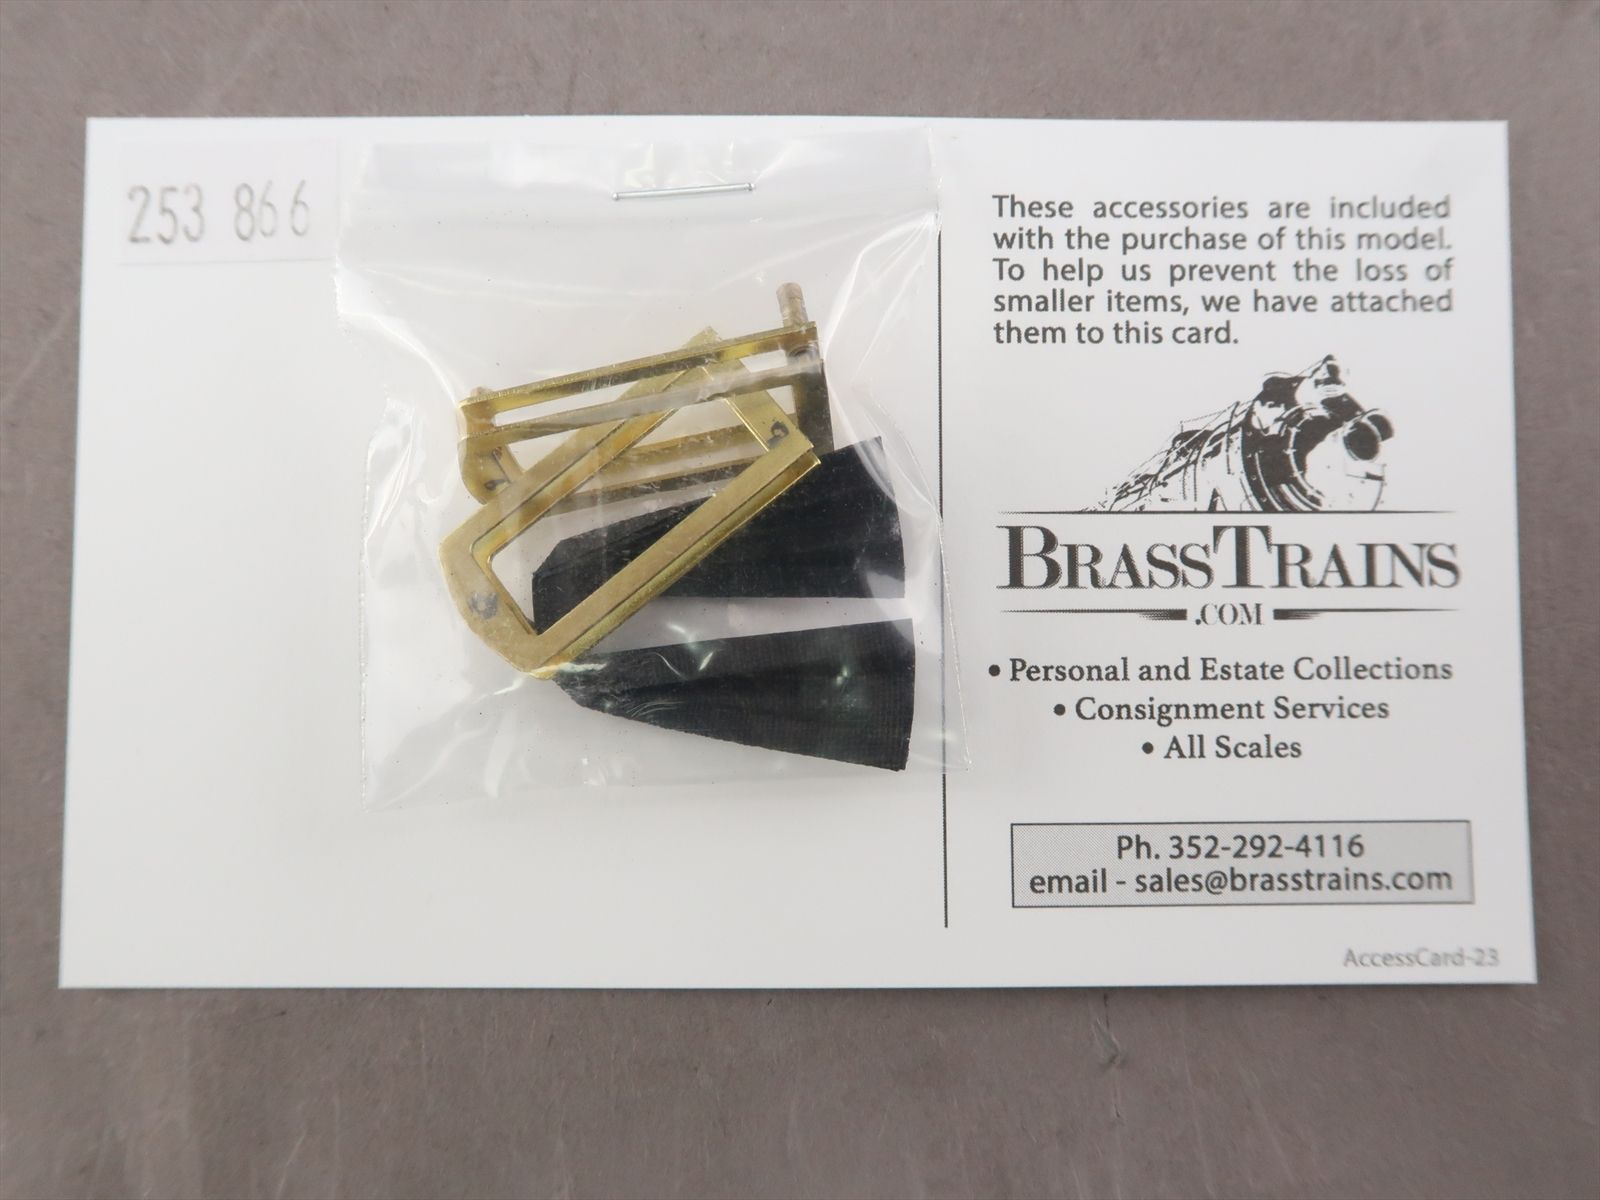 253 866
These accessories are included
with the purchase of this model.
To help us prevent the loss of
smaller items, we have attached
them to this card.
BRASSTRAINS
.COM
• Personal and Estate Collections
• Consignment Services
• All Scales
Ph. 352-292-4116
email - sales@brasstrains.com
AccessCard-23